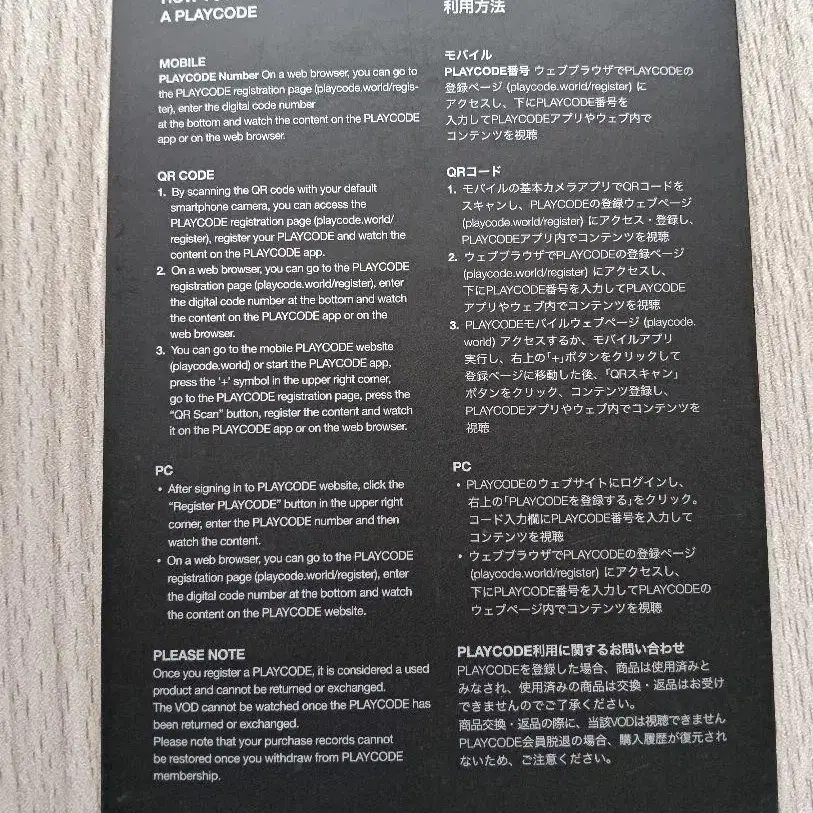 A PLAYCODE
MOBILE
PLAYCODE Number On a web browser, you can go to
the PLAYCODE registration page (playcode.world/regis-
ter), enter the digital code number
at the bottom and watch the content on the PLAYCODE
app or on the web browser.
QR CODE
1. By scanning the QR code with your default
smartphone camera, you can access the
PLAYCODE registration page (playcode.world/
register), register your PLAYCODE and watch the
content on the PLAYCODE app.
2. On a web browser, you can go to the PLAYCODE
registration page (playcode.world/register), enter
the digital code number at the bottom and watch
the content on the PLAYCODE app or on the
web browser.
3. You can go to the mobile PLAYCODE website
(playcode.world) or start the PLAYCODE app,
press the '+' symbol in the upper right corner,
go to the PLAYCODE registration page, press the
"QR Scan" button, register the content and watch
it on the PLAYCODE app or on the web browser.
PC
• After signing in to PLAYCODE website, click the
"Register PLAYCODE" button in the upper right
corner, enter the PLAYCODE number and then
watch the content.
• On a web browser, you can go to the PLAYCODE
registration page (playcode.world/register), enter
the digital code number at the bottom and watch
the content on the PLAYCODE website.
PLEASE NOTE
Once you register a PLAYCODE, it is considered a used
product and cannot be returned or exchanged.
The VOD cannot be watched once the PLAYCODE has
been returned or exchanged.
Please note that your purchase records cannot
be restored once you withdraw from PLAYCODE
membership.
利用方法
モバイル
PLAYCODE番号 ウェブブラウザでPLAYCODEの
登録ページ (playcode.world/register) に
アクセスし、下にPLAYCODE番号を
入力してPLAYCODEアプリやウェブ内で
コンテンツを視聴
QRコード
1. モバイルの基本カメラアプリでQRコードを
スキャンし、PLAYCODEの登録ウェブページ
(playcode.world/register) にアクセス・登録し、
PLAYCODEアプリ内でコンテンツを視聴
2. ウェブブラウザでPLAYCODEの登録ページ
(playcode.world/register) にアクセスし、
下にPLAYCODE番号を入力してPLAYCODE
アプリやウェブ内でコンテンツを視聴
3. PLAYCODEモバイルウェブページ (playcode.
world) アクセスするか、モバイルアプリ
実行し、右上の「+」ボタンをクリックして
登録ページに移動した後、「QRスキャン」
ボタンをクリック、コンテンツ登録し、
PLAYCODEアプリやウェブ内でコンテンツを
視聴
PC
• PLAYCODEのウェブサイトにログインし、
右上の「PLAYCODEを登録する」をクリック。
コード入力欄にPLAYCODE番号を入力して
コンテンツを視聴
• ウェブブラウザでPLAYCODEの登録ページ
(playcode.world/register) にアクセスし、
下にPLAYCODE番号を入力してPLAYCODEの
ウェブページ内でコンテンツを視聴
PLAYCODE利用に関するお問い合わせ
PLAYCODEを登録した場合、商品は使用済みと
みなされ、使用済みの商品は交換・返品はお受け
できませんのでご了承ください。
商品交換・返品の際に、当該VODは視聴できません
PLAYCODE会員脱退の場合、購入履歴が復元され
ないため、ご注意ください。